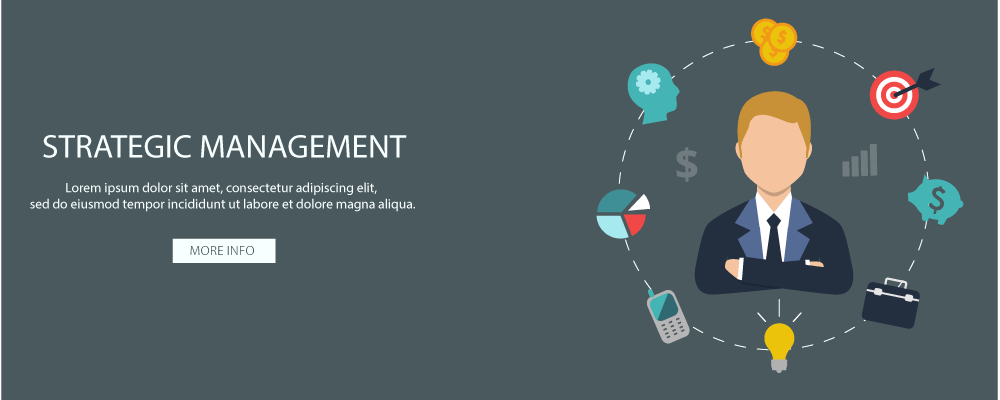 STRATEGIC MANAGEMENT
Lorem ipsum dolor sit amet, consectetur adipiscing elit,
sed do eiusmod tempor incididunt ut labore et dolore magna aliqua.
MORE INFO
$
$
$
$
$